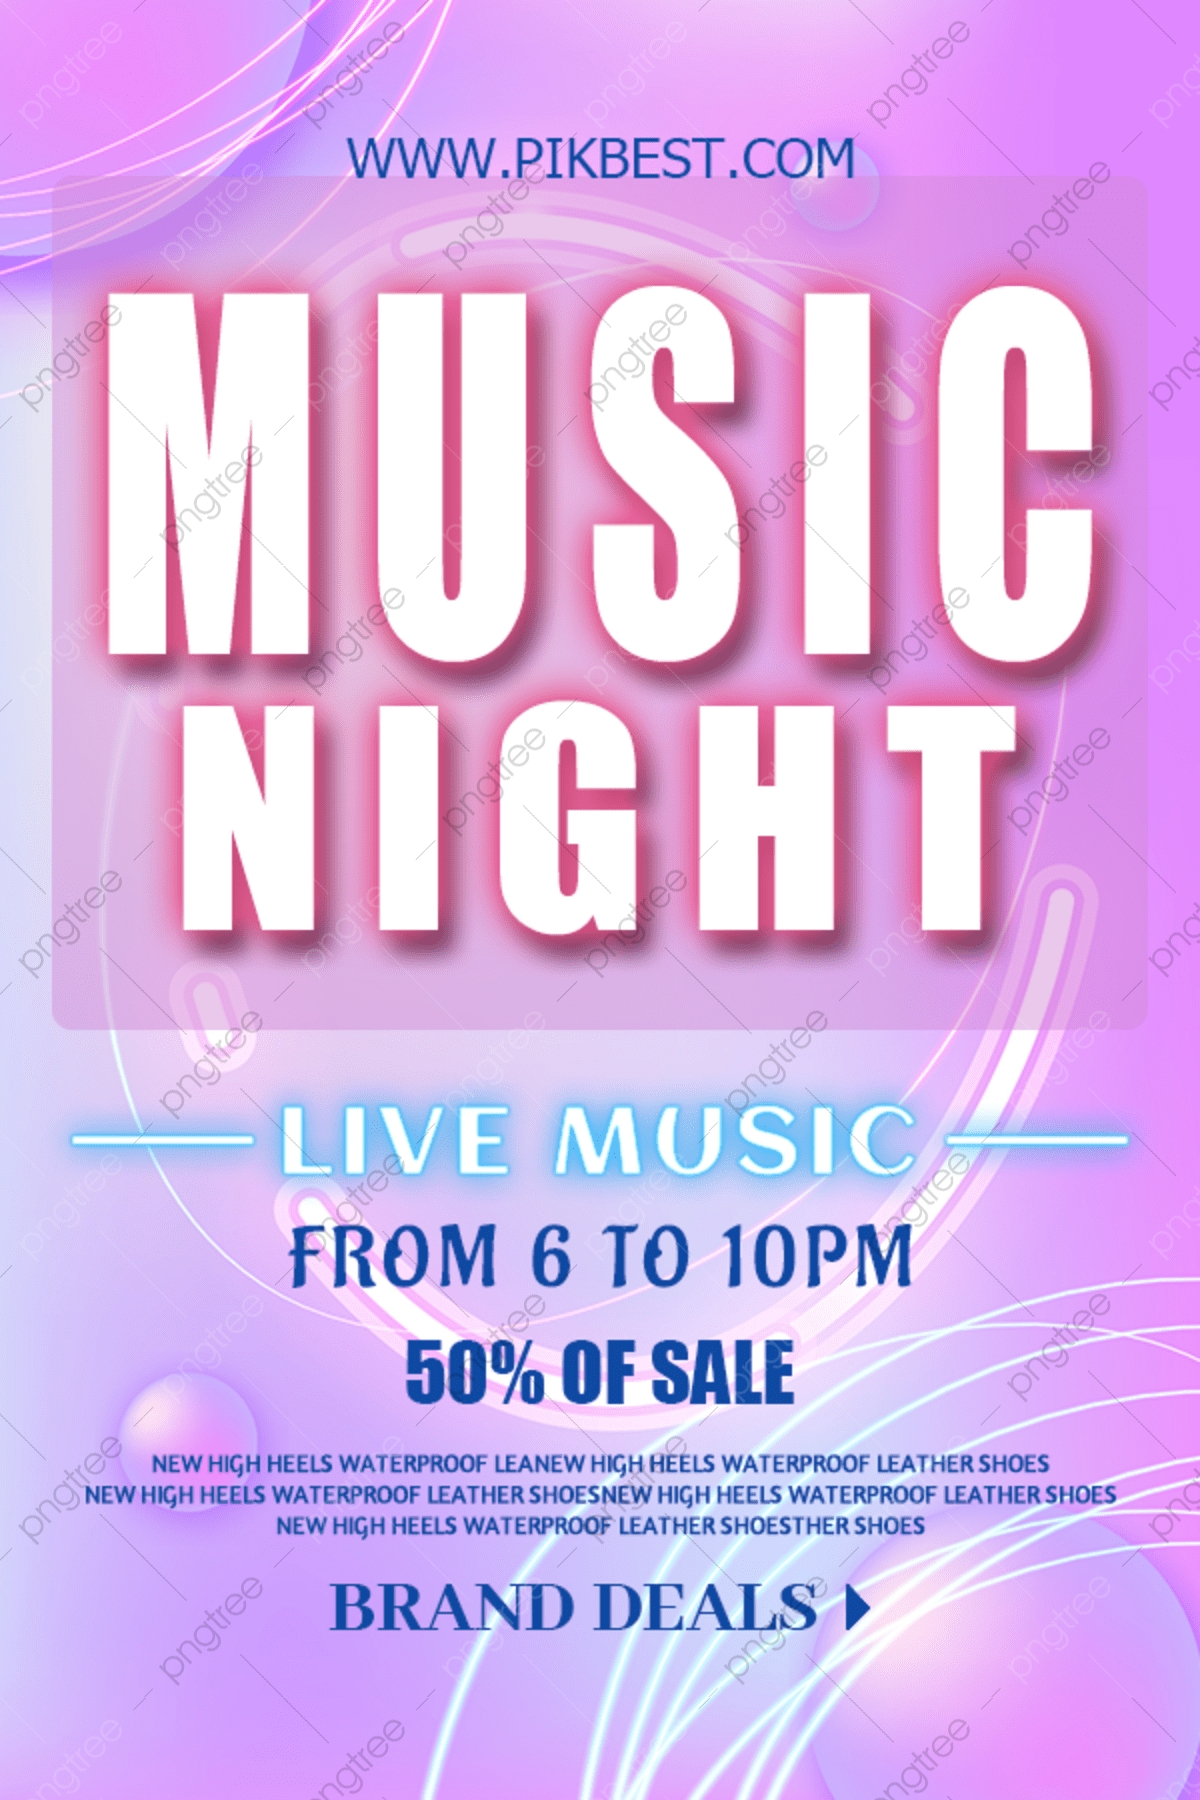 WWW.PIKBEST.COM
MUSIC
NIGHT
LIVE MUSIC
FROM 6 TO 10PM
50% OF SALE
NEW HIGH HEELS WATERPROOF LEANEW HIGH HEELS WATERPROOF LEATHER SHOES
NEW HIGH HEELS WATERPROOF LEATHER SHOESNEW HIGH HEELS WATERPROOF LEATHER SHOES
NEW HIGH HEELS WATERPROOF LEATHER SHOESTHER SHOES
BRAND DEALS
pngtree